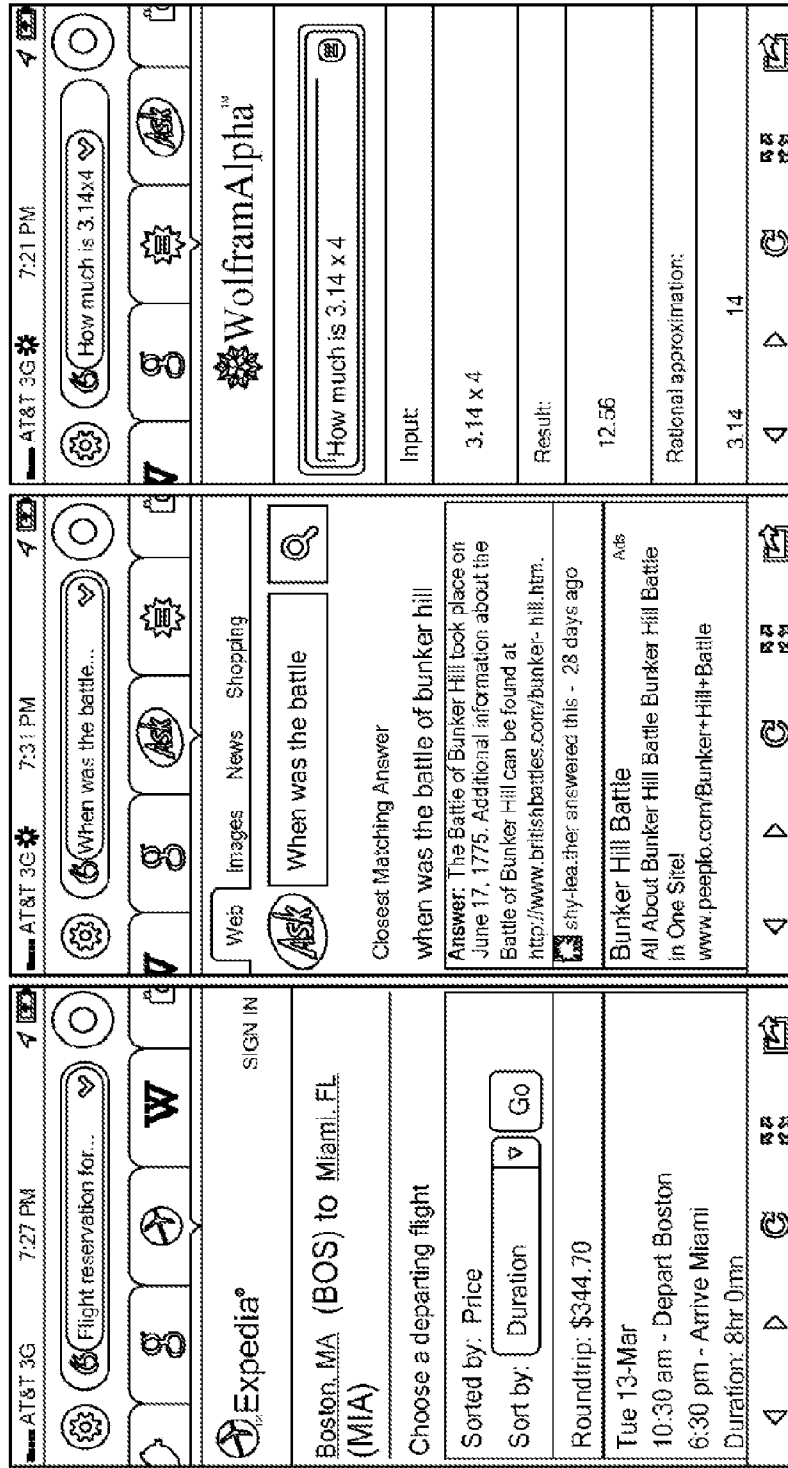 AT&T 3G 7:27 PM
Flight reservation for...
g W
Expedia® SIGN IN
Boston, MA (BOS) to Miami, FL
(MIA)
Choose a departing flight
Sorted by: Price
Sort by: Duration Go
Roundtrip: $344.70
Tue 13-Mar
10:30 am - Depart Boston
6:30 pm - Arrive Miami
Duration: 8hr 0mn
AT&T 3G 7:31 PM
When was the battle...
W g Ask
Web Images News Shopping
Ask When was the battle
Closest Matching Answer
when was the battle of bunker hill
Answer: The Battle of Bunker Hill took place on
June 17, 1775. Additional information about the
Battle of Bunker Hill can be found at
http://www.britishbattles.com/bunker- hill.htm.
shy-leather answered this - 28 days ago
Bunker Hill Battle Ads
All About Bunker Hill Battle Bunker Hill Battle
in One Site!
www.peeplo.com/Bunker+Hill+Battle
AT&T 3G 7:21 PM
How much is 3.14x4
W g Ask
WolframAlpha™
How much is 3.14 x 4
Input:
3.14 x 4
Result:
12.56
Rational approximation:
3.14 14